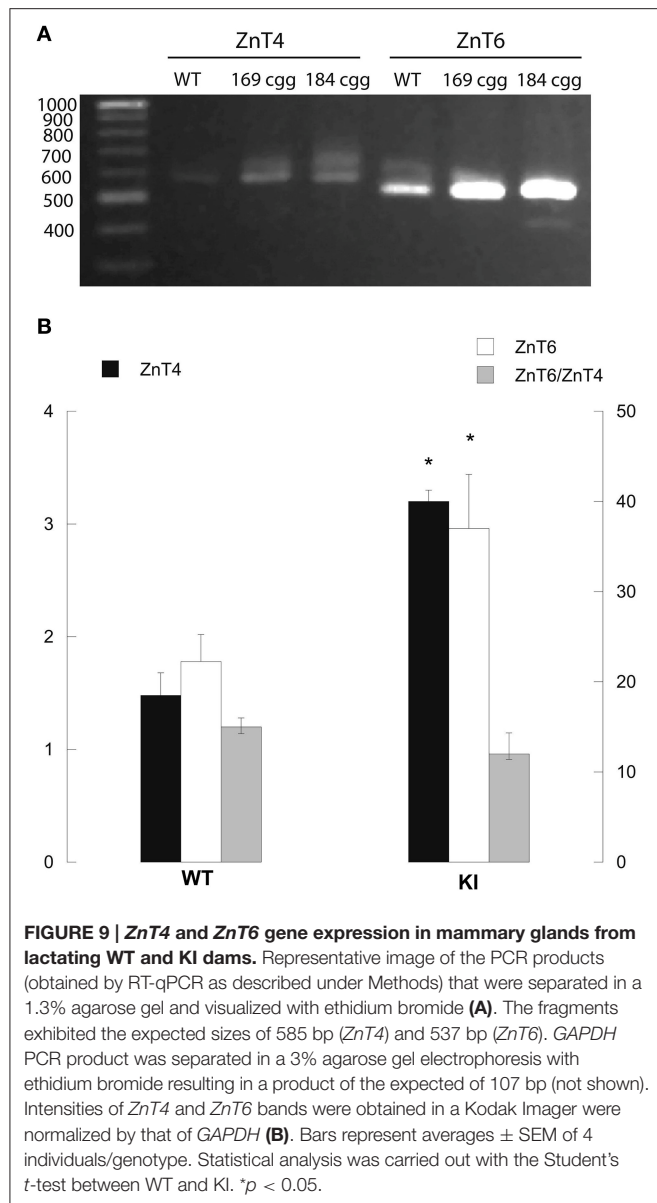 A
ZnT4 ZnT6
WT 169 cgg 184 cgg WT 169 cgg 184 cgg
1000
900
800
700
600
500
400
B
ZnT4
ZnT6
ZnT6/ZnT4
4 50
* *
40
3
30
2
20
1
10
0 0
WT KI
FIGURE 9 | ZnT4 and ZnT6 gene expression in mammary glands from
lactating WT and KI dams. Representative image of the PCR products
(obtained by RT-qPCR as described under Methods) that were separated in a
1.3% agarose gel and visualized with ethidium bromide (A). The fragments
exhibited the expected sizes of 585 bp (ZnT4) and 537 bp (ZnT6). GAPDH
PCR product was separated in a 3% agarose gel electrophoresis with
ethidium bromide resulting in a product of the expected of 107 bp (not shown).
Intensities of ZnT4 and ZnT6 bands were obtained in a Kodak Imager were
normalized by that of GAPDH (B). Bars represent averages ± SEM of 4
individuals/genotype. Statistical analysis was carried out with the Student's
t-test between WT and KI. *p < 0.05.